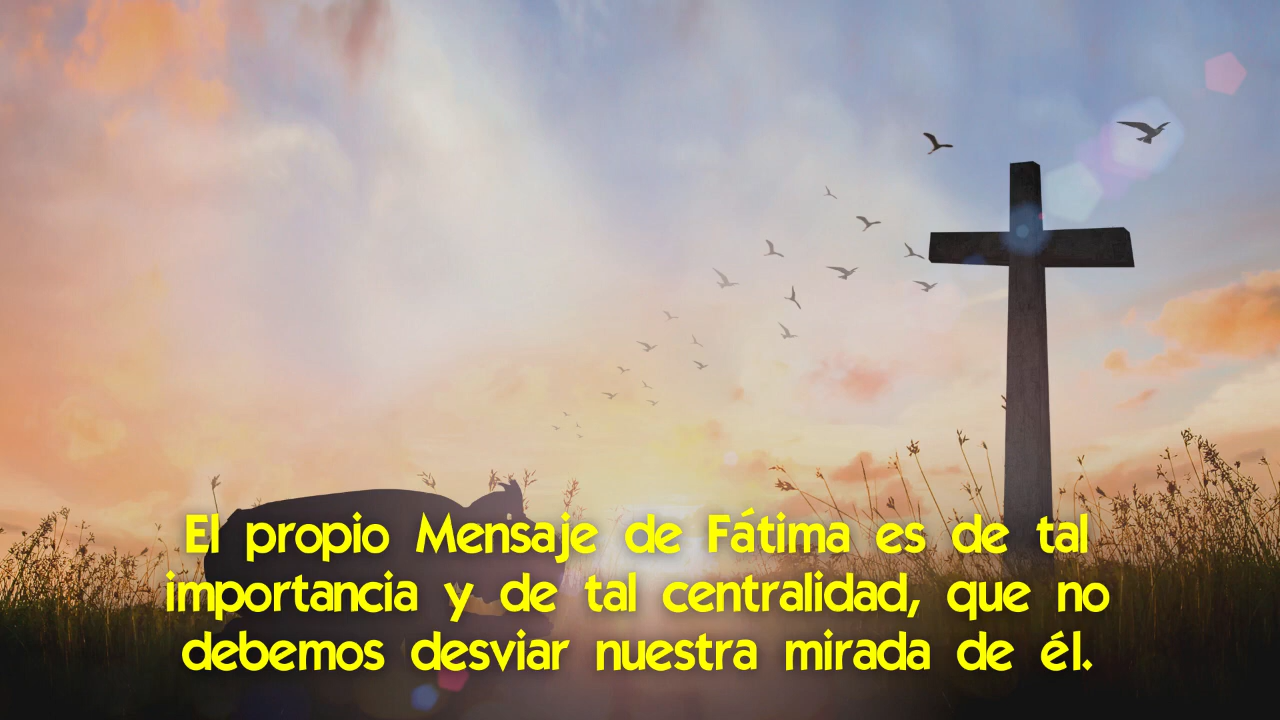 El propio Mensaje de Fátima es de tal
importancia y de tal centralidad, que no
debemos desviar nuestra mirada de él.